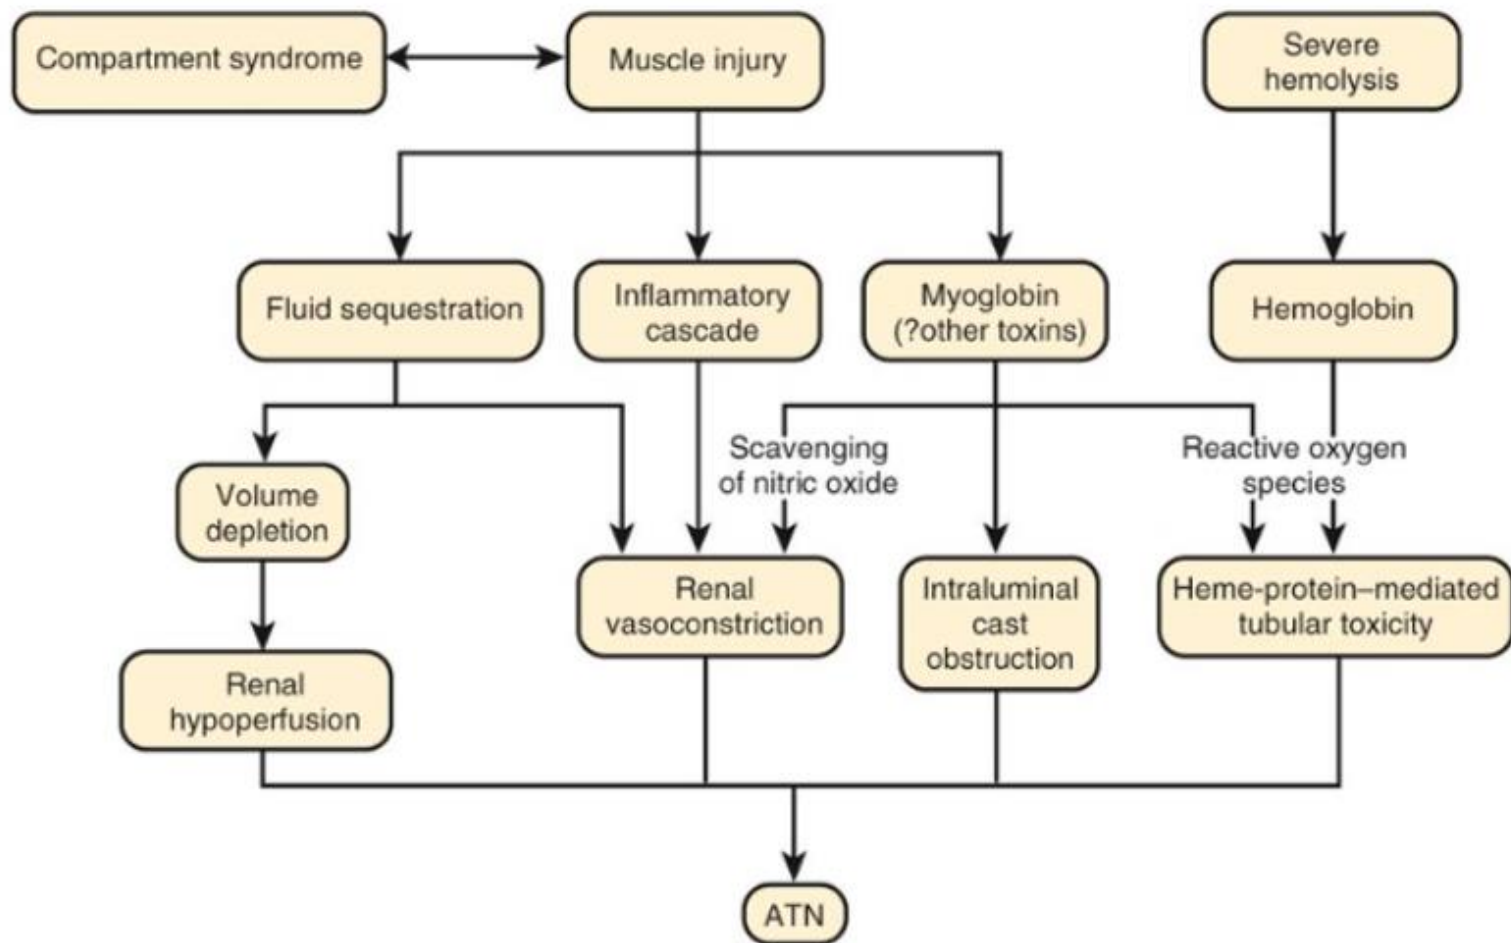 Compartment syndrome
Muscle injury
Severe
hemolysis
Fluid sequestration
Inflammatory
cascade
Myoglobin
(?other toxins)
Hemoglobin
Scavenging
of nitric oxide
Reactive oxygen
species
Volume
depletion
Renal
vasoconstriction
Intraluminal
cast
obstruction
Heme-protein–mediated
tubular toxicity
Renal
hypoperfusion
ATN